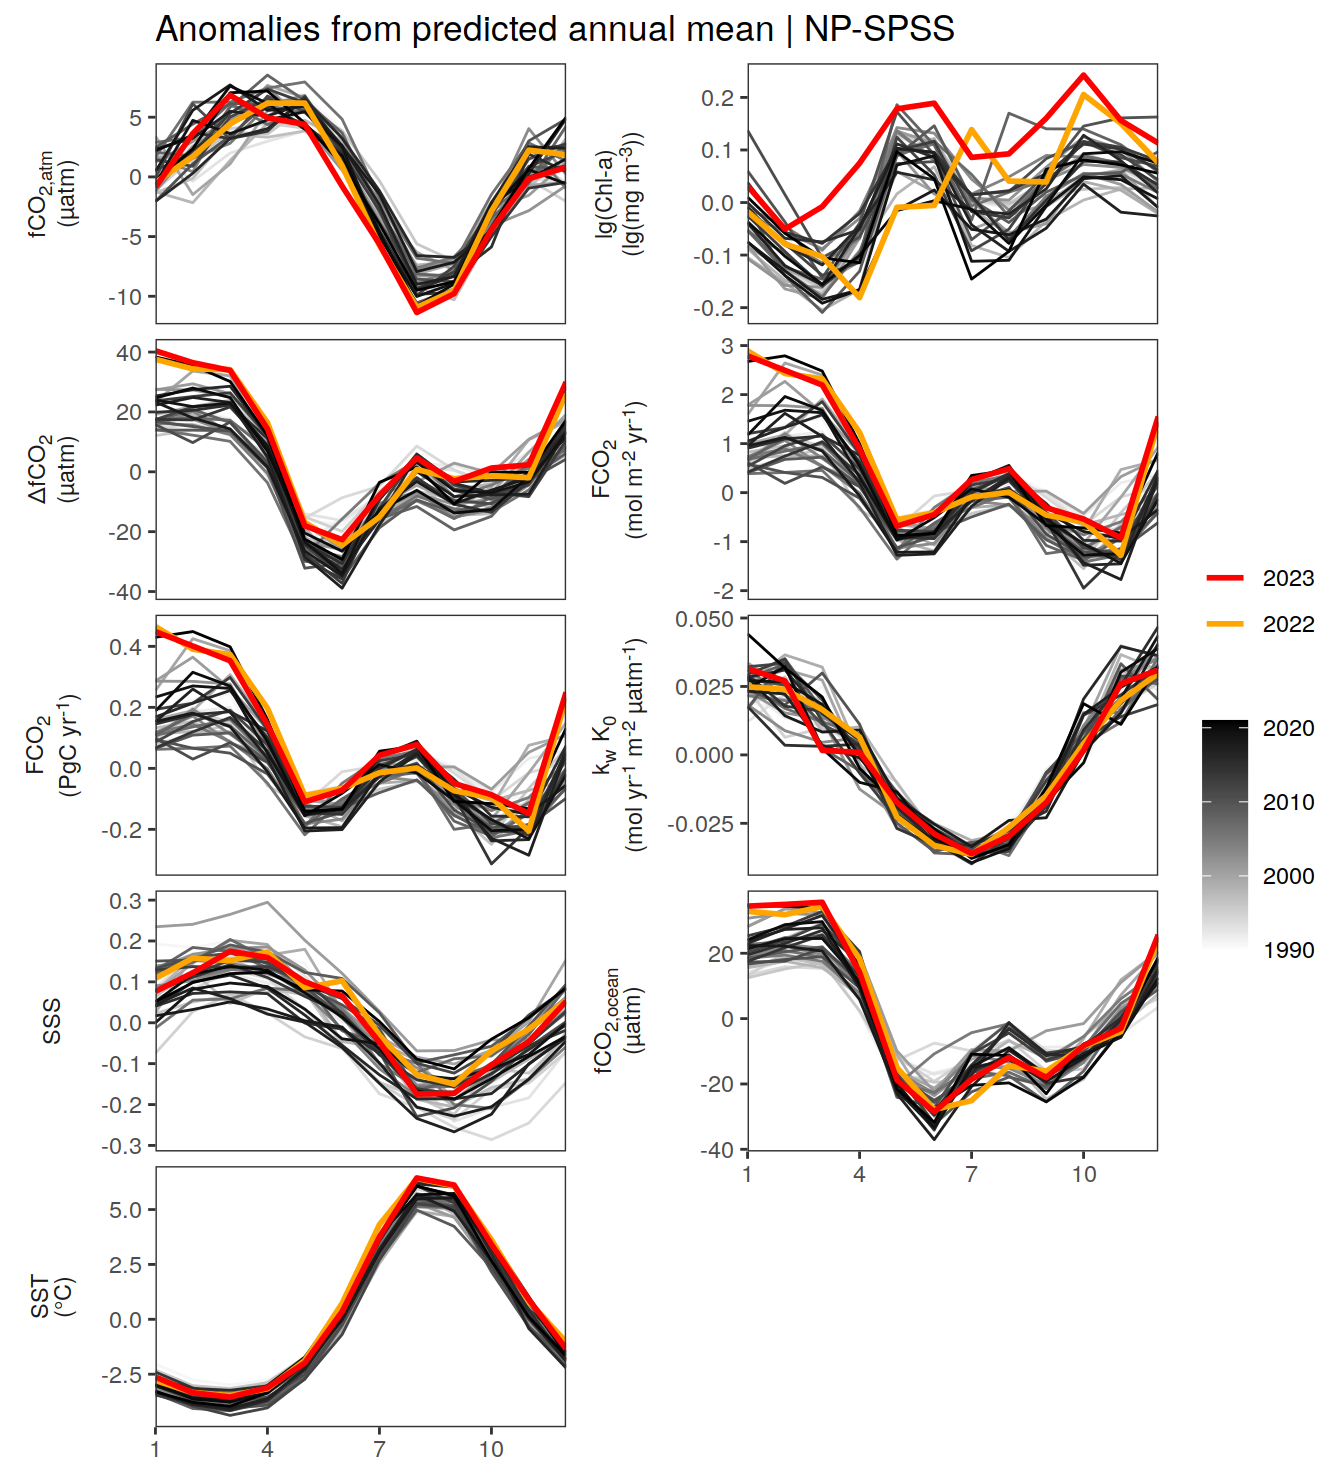 Anomalies from predicted annual mean | NP-SPSS
fCO2,atm
(µatm)
5
0
-5
-10
lg(Chl-a)
(lg(mg m-3))
0.2
0.1
0.0
-0.1
-0.2
ΔfCO2
(µatm)
40
20
0
-20
-40
FCO2
(mol m-2 yr-1)
3
2
1
0
-1
-2
FCO2
(PgC yr-1)
0.4
0.2
0.0
-0.2
kw K0
(mol yr-1 m-2 µatm-1)
0.050
0.025
0.000
-0.025
SSS
0.3
0.2
0.1
0.0
-0.1
-0.2
-0.3
fCO2,ocean
(µatm)
20
0
-20
-40
1 4 7 10
SST
(°C)
5.0
2.5
0.0
-2.5
1 4 7 10
2023
2022
2020
2010
2000
1990